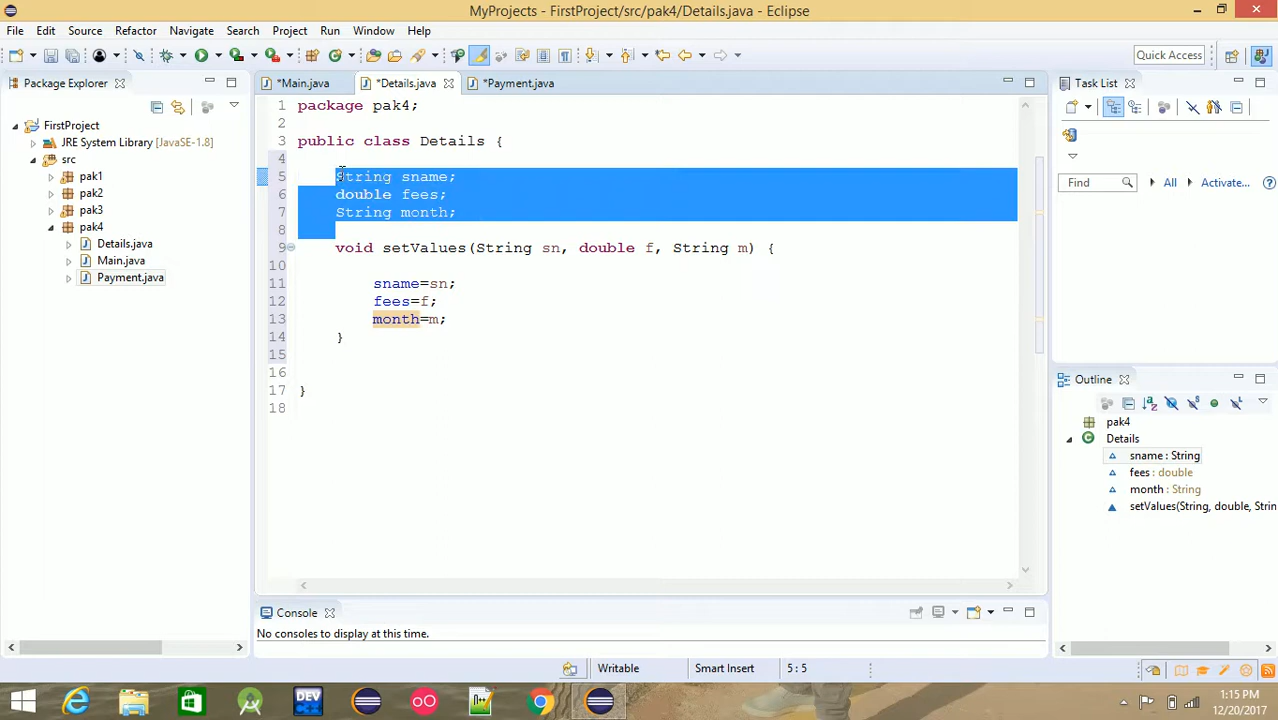 MyProjects - FirstProject/src/pak4/Details.java - Eclipse
File Edit Source Refactor Navigate Search Project Run Window Help
Quick Access
Package Explorer
FirstProject
JRE System Library [JavaSE-1.8]
src
pak1
pak2
pak3
pak4
Details.java
Main.java
Payment.java
*Main.java *Details.java *Payment.java
1 package pak4;
2
3 public class Details {
4
5 String sname;
6 double fees;
7 String month;
8
9 void setValues(String sn, double f, String m) {
10
11 sname=sn;
12 fees=f;
13 month=m;
14 }
15
16
17 }
18
Task List
Find All Activate...
Outline
pak4
Details
sname : String
fees : double
month : String
setValues(String, double, Strin
Console
No consoles to display at this time.
Writable Smart Insert 5 : 5
DEV
1:15 PM
12/20/2017